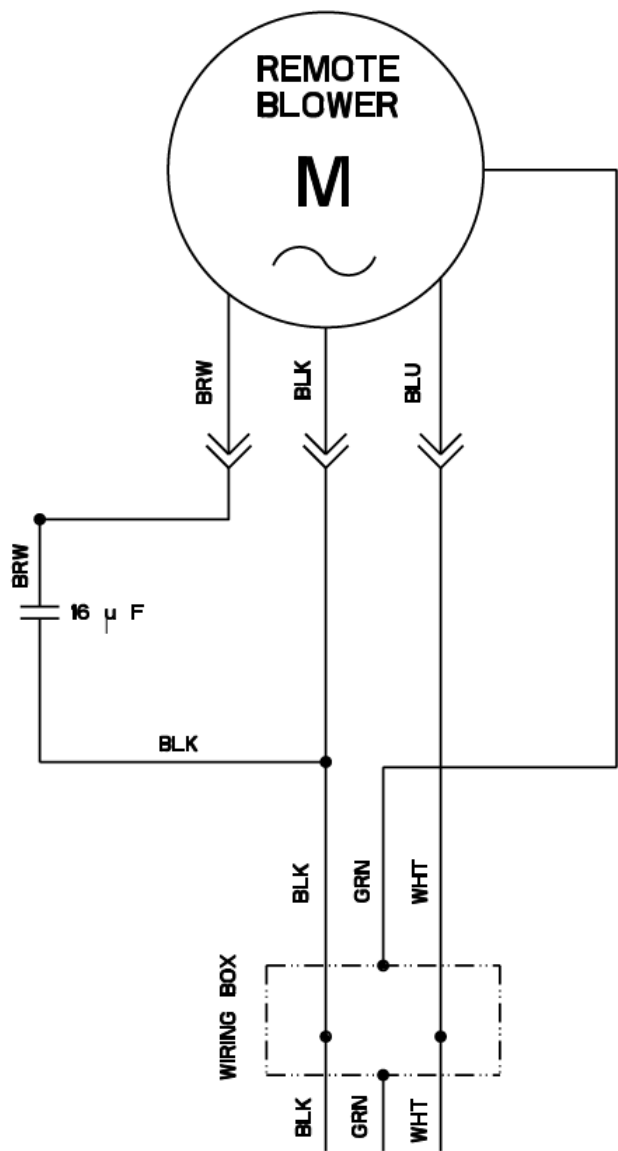 REMOTE
BLOWER
M
BRW
BLK
BLU
BRW
16 µ F
BLK
BLK
GRN
WHT
WIRING BOX
BLK
GRN
WHT